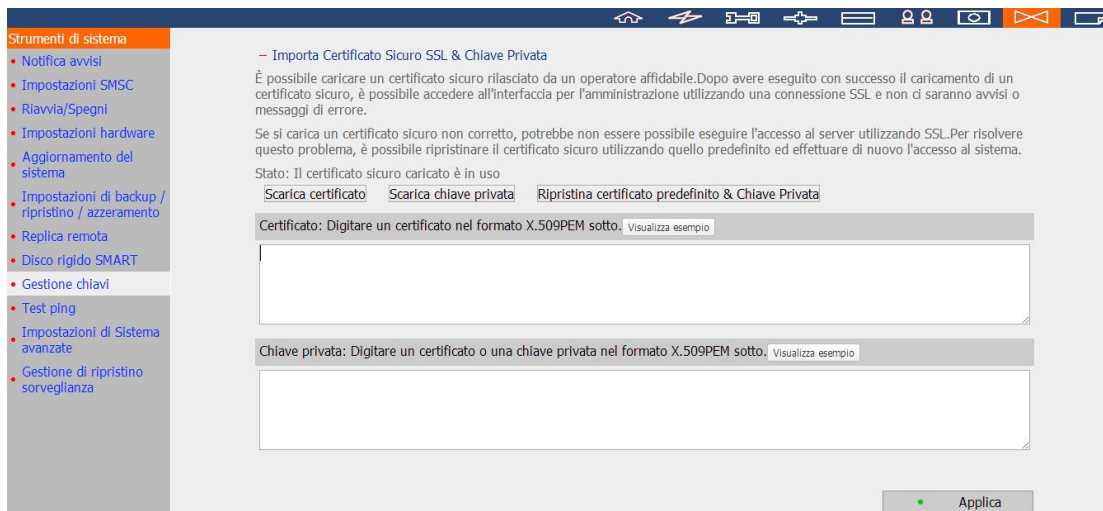 Strumenti di sistema
Notifica avvisi
Impostazioni SMSC
Riavvia/Spegni
Impostazioni hardware
Aggiornamento del
sistema
Impostazioni di backup /
ripristino / azzeramento
Replica remota
Disco rigido SMART
Gestione chiavi
Test ping
Impostazioni di Sistema
avanzate
Gestione di ripristino
sorveglianza
– Importa Certificato Sicuro SSL & Chiave Privata
È possibile caricare un certificato sicuro rilasciato da un operatore affidabile.Dopo avere eseguito con successo il caricamento di un
certificato sicuro, è possibile accedere all'interfaccia per l'amministrazione utilizzando una connessione SSL e non ci saranno avvisi o
messaggi di errore.
Se si carica un certificato sicuro non corretto, potrebbe non essere possibile eseguire l'accesso al server utilizzando SSL.Per risolvere
questo problema, è possibile ripristinare il certificato sicuro utilizzando quello predefinito ed effettuare di nuovo l'accesso al sistema.
Stato: Il certificato sicuro caricato è in uso
Scarica certificato Scarica chiave privata Ripristina certificato predefinito & Chiave Privata
Certificato: Digitare un certificato nel formato X.509PEM sotto. Visualizza esempio
Chiave privata: Digitare un certificato o una chiave privata nel formato X.509PEM sotto. Visualizza esempio
Applica